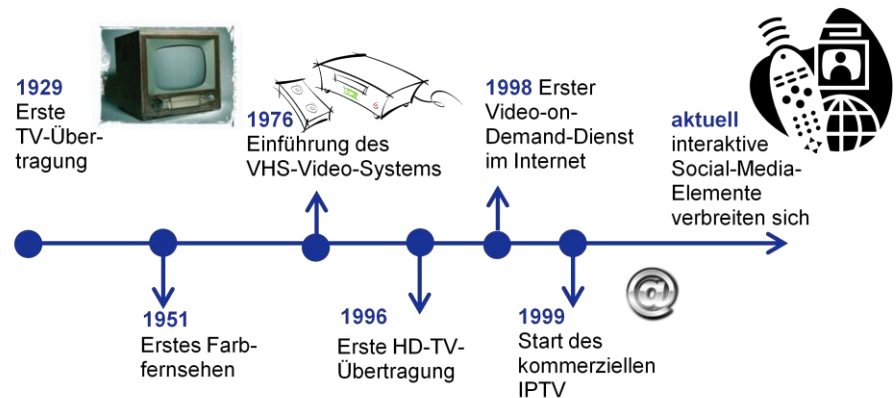 1929
Erste
TV-Über-
tragung
1951
Erstes Farb-
fernsehen
1976
Einführung des
VHS-Video-Systems
1996
Erste HD-TV-
Übertragung
1998 Erster
Video-on-
Demand-Dienst
im Internet
1999
Start des
kommerziellen
IPTV
@
aktuell
interaktive
Social-Media-
Elemente
verbreiten sich